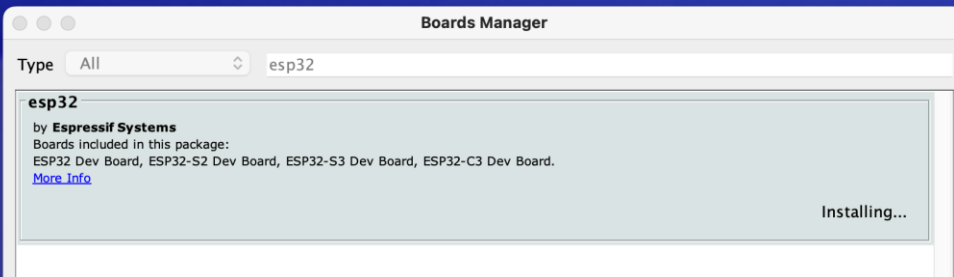 Boards Manager
Type All esp32
esp32
by Espressif Systems
Boards included in this package:
ESP32 Dev Board, ESP32-S2 Dev Board, ESP32-S3 Dev Board, ESP32-C3 Dev Board.
More Info
Installing...